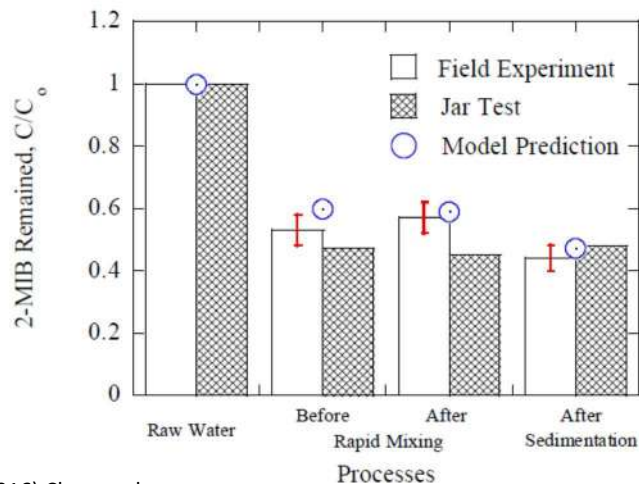 1.2
1
0.8
0.6
0.4
0.2
0
2-MIB Remained, C/Co
Field Experiment
Jar Test
Model Prediction
Raw Water
Before
After
Rapid Mixing
After
Sedimentation
Processes